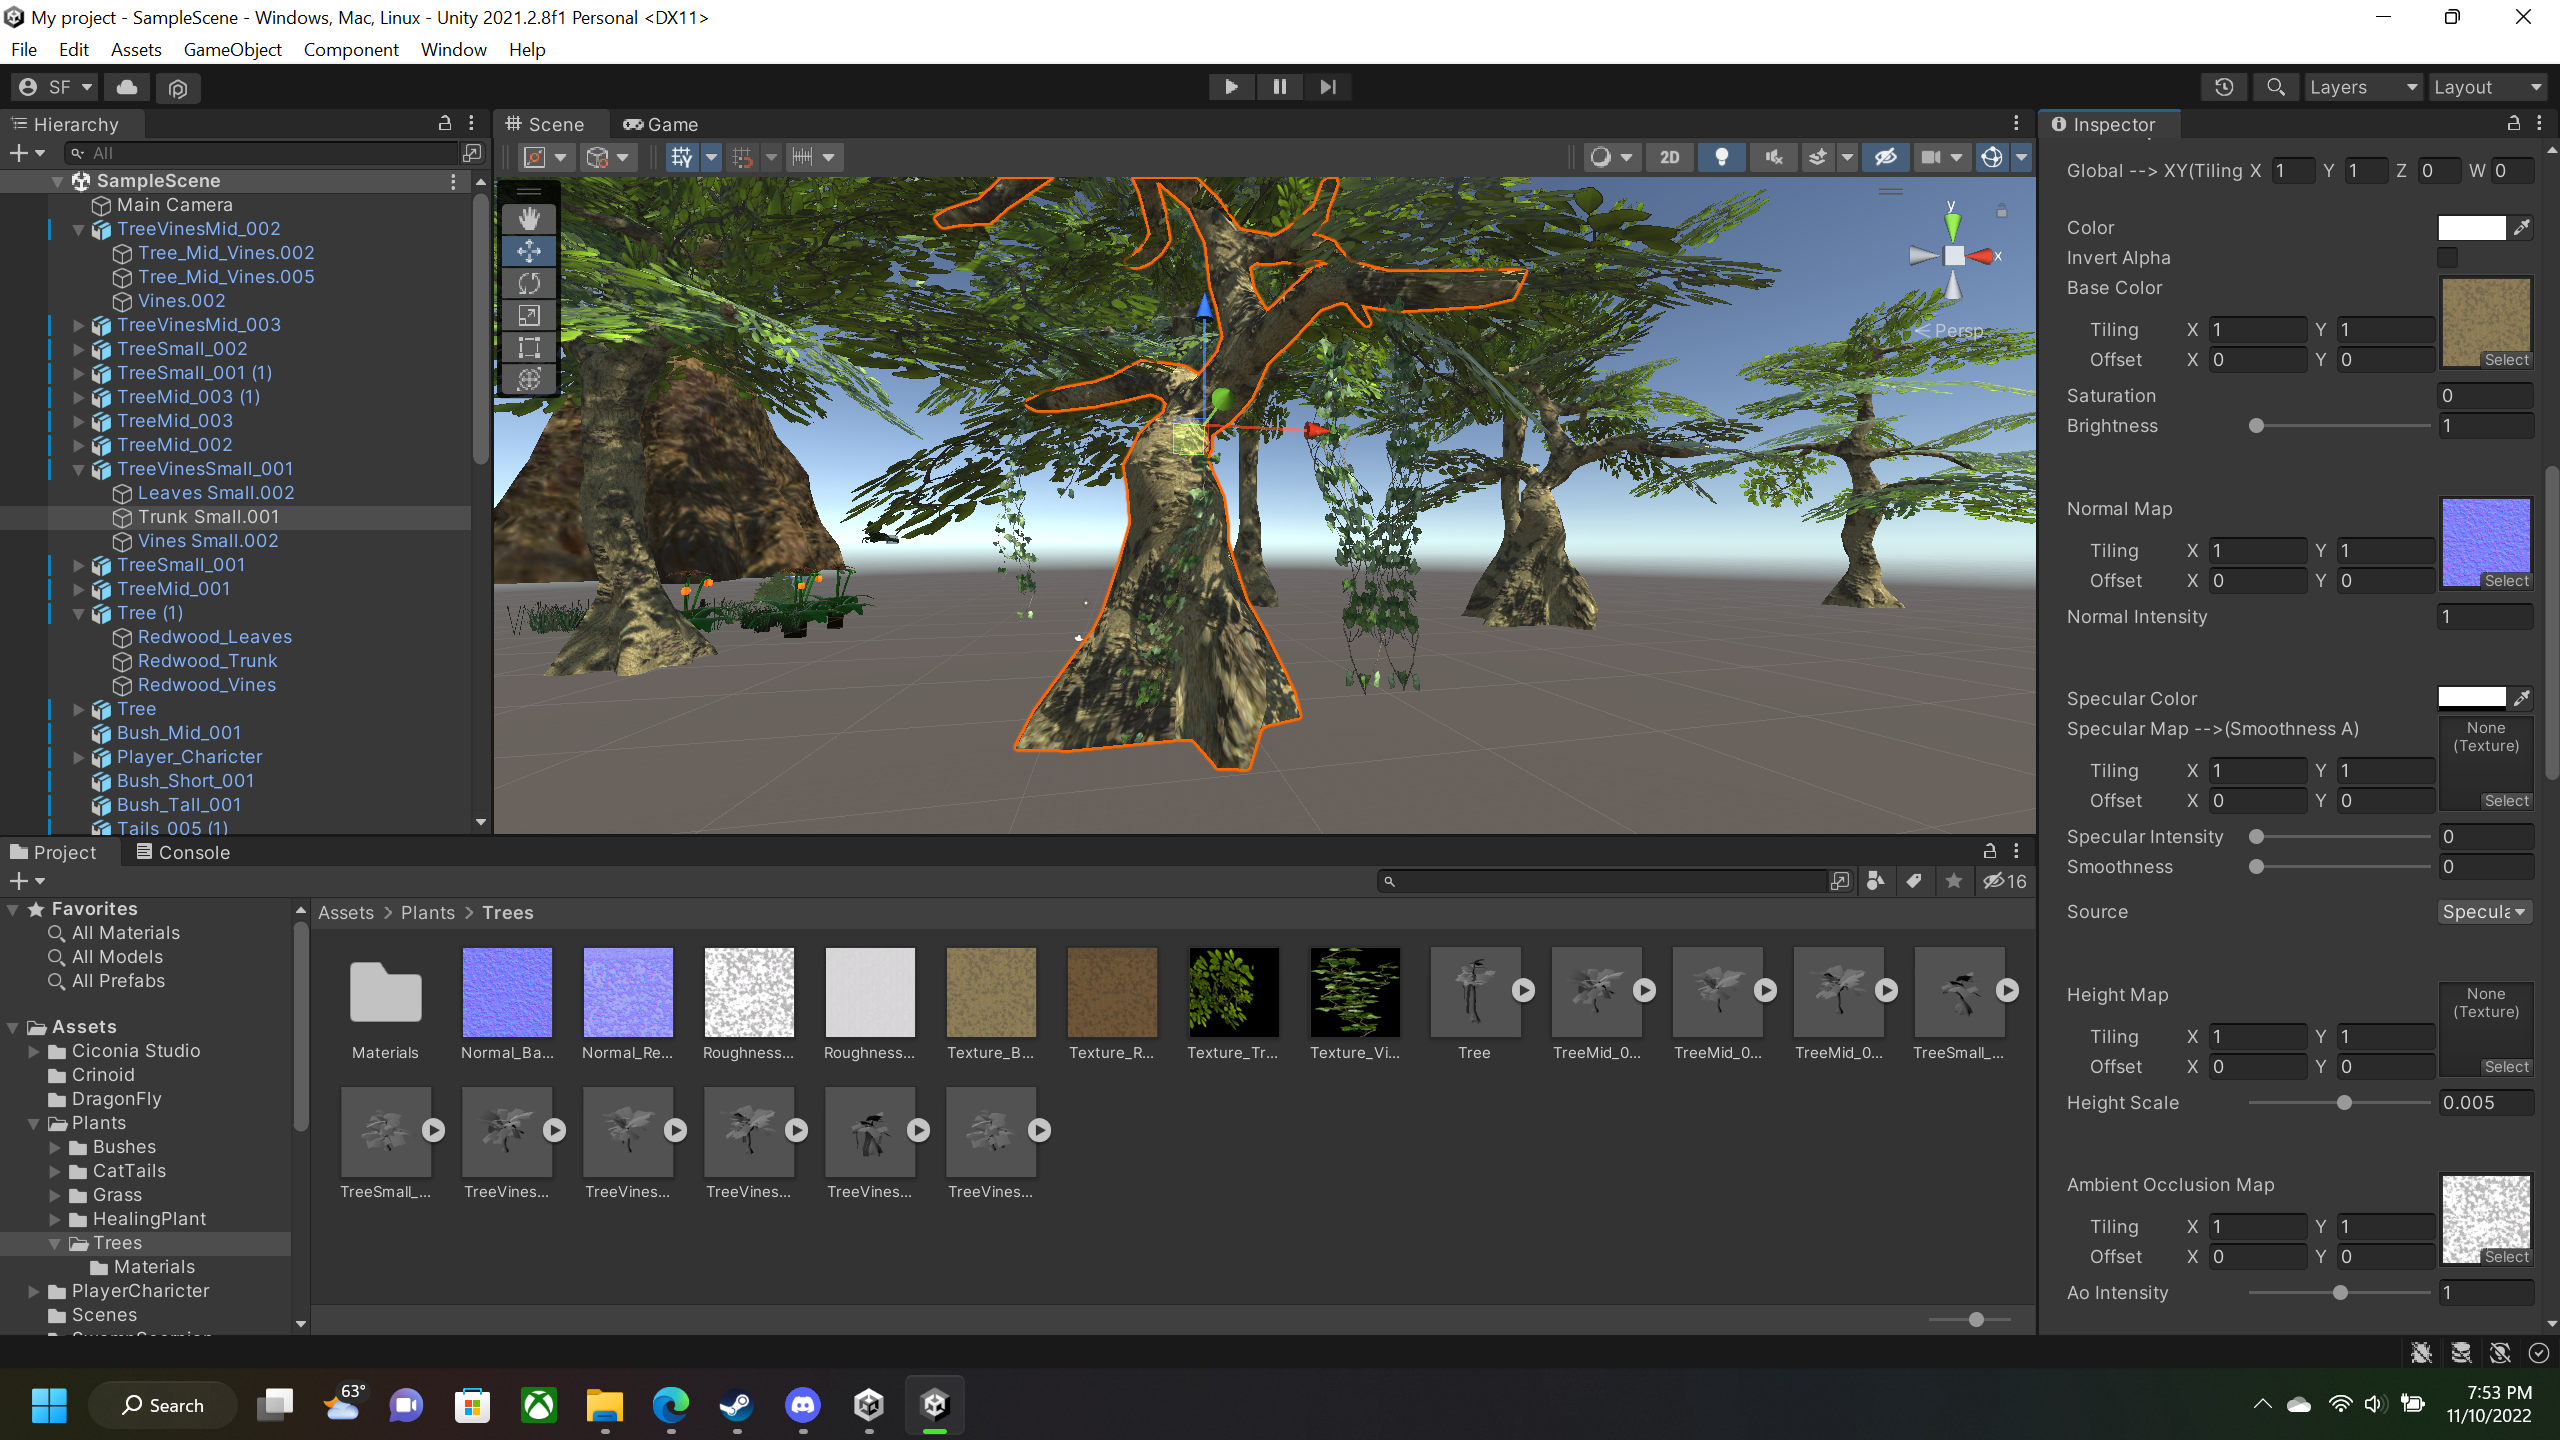 My project - SampleScene - Windows, Mac, Linux - Unity 2021.2.8f1 Personal <DX11>
File Edit Assets GameObject Component Window Help
SF
Layers
Layout
Hierarchy
All
SampleScene
Main Camera
TreeVinesMid_002
Tree_Mid_Vines.002
Tree_Mid_Vines.005
Vines.002
TreeVinesMid_003
TreeSmall_002
TreeSmall_001 (1)
TreeMid_003 (1)
TreeMid_003
TreeMid_002
TreeVinesSmall_001
Leaves Small.002
Trunk Small.001
Vines Small.002
TreeSmall_001
TreeMid_001
Tree (1)
Redwood_Leaves
Redwood_Trunk
Redwood_Vines
Tree
Bush_Mid_001
Player_Charicter
Bush_Short_001
Bush_Tall_001
Tails_005 (1)
Scene Game
2D
y
x
Persp
Inspector
Global --> XY(Tiling X 1 Y 1 Z 0 W 0
Color
Invert Alpha
Base Color
Tiling X 1 Y 1
Offset X 0 Y 0
Select
Saturation 0
Brightness 1
Normal Map
Tiling X 1 Y 1
Offset X 0 Y 0
Select
Normal Intensity 1
Specular Color
Specular Map -->(Smoothness A)
None
(Texture)
Tiling X 1 Y 1
Offset X 0 Y 0
Select
Specular Intensity 0
Smoothness 0
Source
Height Map
None
(Texture)
Tiling X 1 Y 1
Offset X 0 Y 0
Select
Height Scale 0.005
Ambient Occlusion Map
Tiling X 1 Y 1
Offset X 0 Y 0
Select
Ao Intensity 1
Project Console
16
Favorites
All Materials
All Models
All Prefabs
Assets
Ciconia Studio
Crinoid
DragonFly
Plants
Bushes
CatTails
Grass
HealingPlant
Trees
Materials
PlayerCharicter
Scenes
Assets > Plants > Trees
Materials
Normal_Ba...
Normal_Re...
Roughness...
Roughness...
Texture_B...
Texture_R...
Texture_Tr...
Texture_Vi...
Tree
TreeMid_0...
TreeMid_0...
TreeMid_0...
TreeSmall_...
TreeSmall_...
TreeVines...
TreeVines...
TreeVines...
TreeVines...
TreeVines...
Search
63°
7:53 PM
11/10/2022